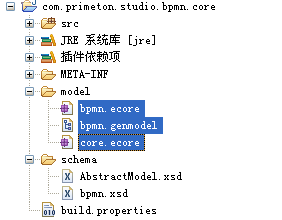 com.primeton.studio.bpmn.core
src
JRE 系统库 [jre]
插件依赖项
META-INF
model
bpmn.ecore
bpmn.genmodel
core.ecore
schema
AbstractModel.xsd
bpmn.xsd
build.properties